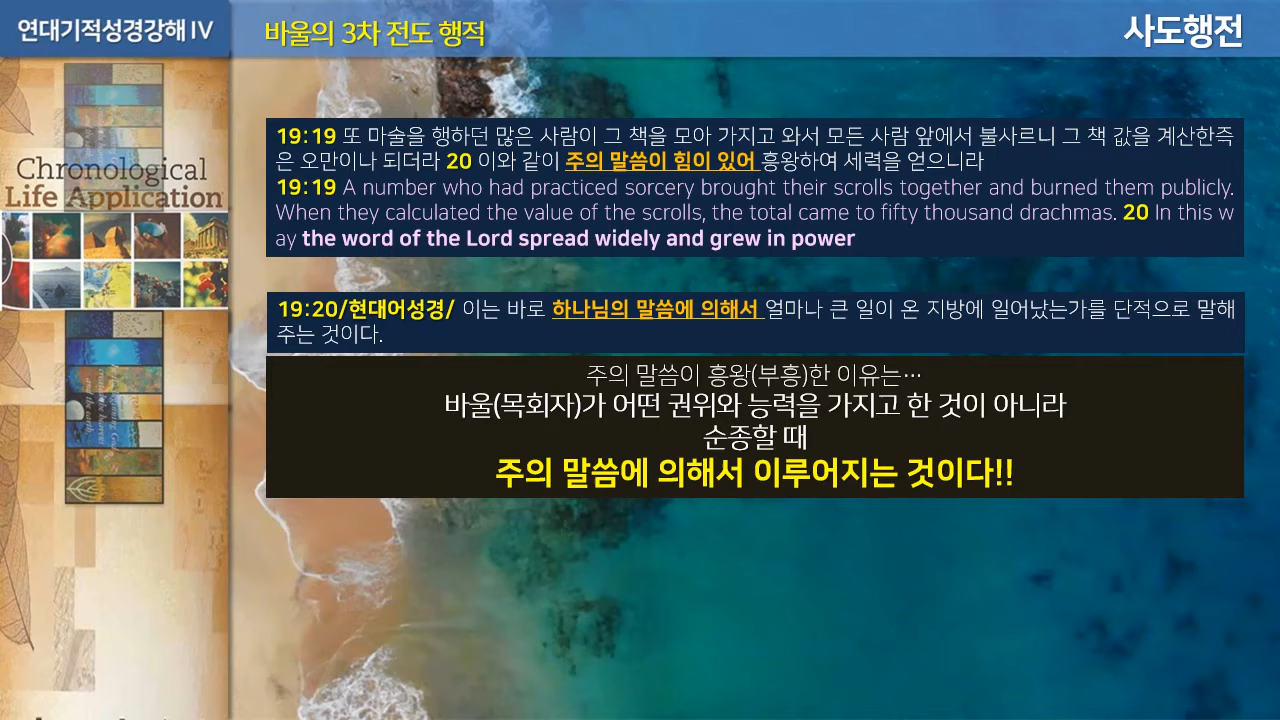 연대기적성경강해 IV
바울의 3차 전도 행적
사도행전
Chronological
Life Application
19:19 또 마술을 행하던 많은 사람이 그 책을 모아 가지고 와서 모든 사람 앞에서 불사르니 그 책 값을 계산한즉
은 오만이나 되더라 20 이와 같이 주의 말씀이 힘이 있어 흥왕하여 세력을 얻으니라
19:19 A number who had practiced sorcery brought their scrolls together and burned them publicly.
When they calculated the value of the scrolls, the total came to fifty thousand drachmas. 20 In this w
ay the word of the Lord spread widely and grew in power
19:20/현대어성경/ 이는 바로 하나님의 말씀에 의해서 얼마나 큰 일이 온 지방에 일어났는가를 단적으로 말해
주는 것이다.
주의 말씀이 흥왕(부흥)한 이유는…
바울(목회자)가 어떤 권위와 능력을 가지고 한 것이 아니라
순종할 때
주의 말씀에 의해서 이루어지는 것이다!!